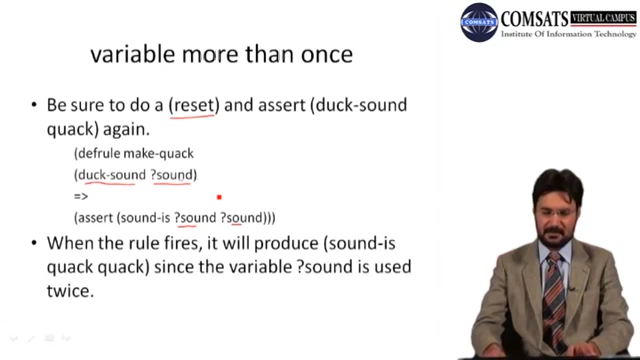 COMSATS VIRTUAL CAMPUS
Institute Of Information Technology
variable more than once
• Be sure to do a (reset) and assert (duck-sound
quack) again.
(defrule make-quack
(duck-sound ?sound)
=>
(assert (sound-is ?sound ?sound)))
• When the rule fires, it will produce (sound-is
quack quack) since the variable ?sound is used
twice.